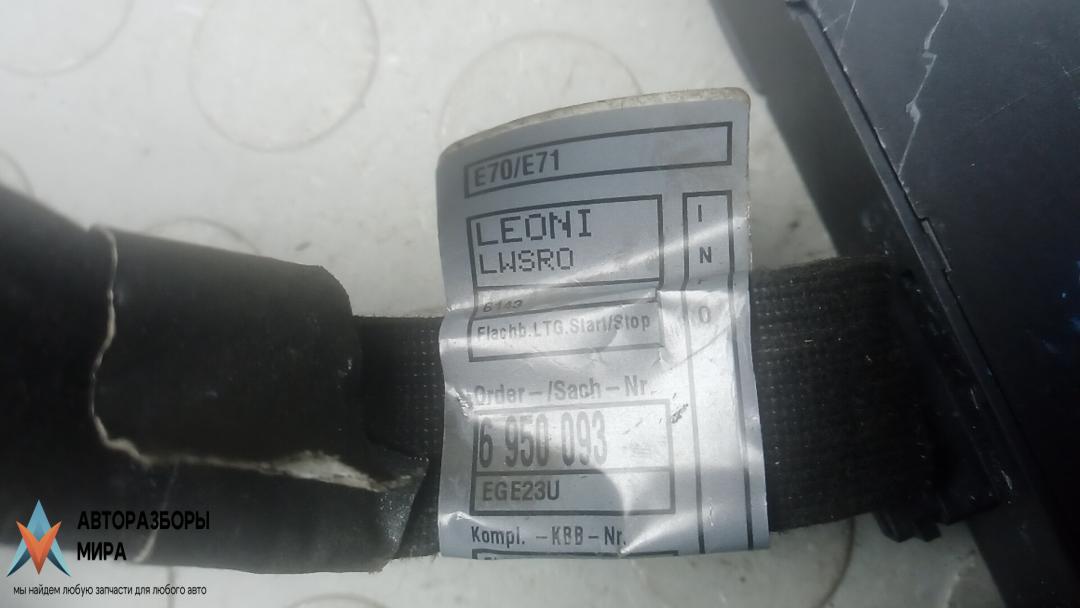 E70/E71
LEONI
LWSRO
6143
Flachb.LTG.Start/Stop
INFO
Order-/Sach-Nr.
6 950 093
EGE23U
Kompl. -KBB-Nr.
АВТОРАЗБОРЫ
МИРА
мы найдем любую запчасти для любого авто